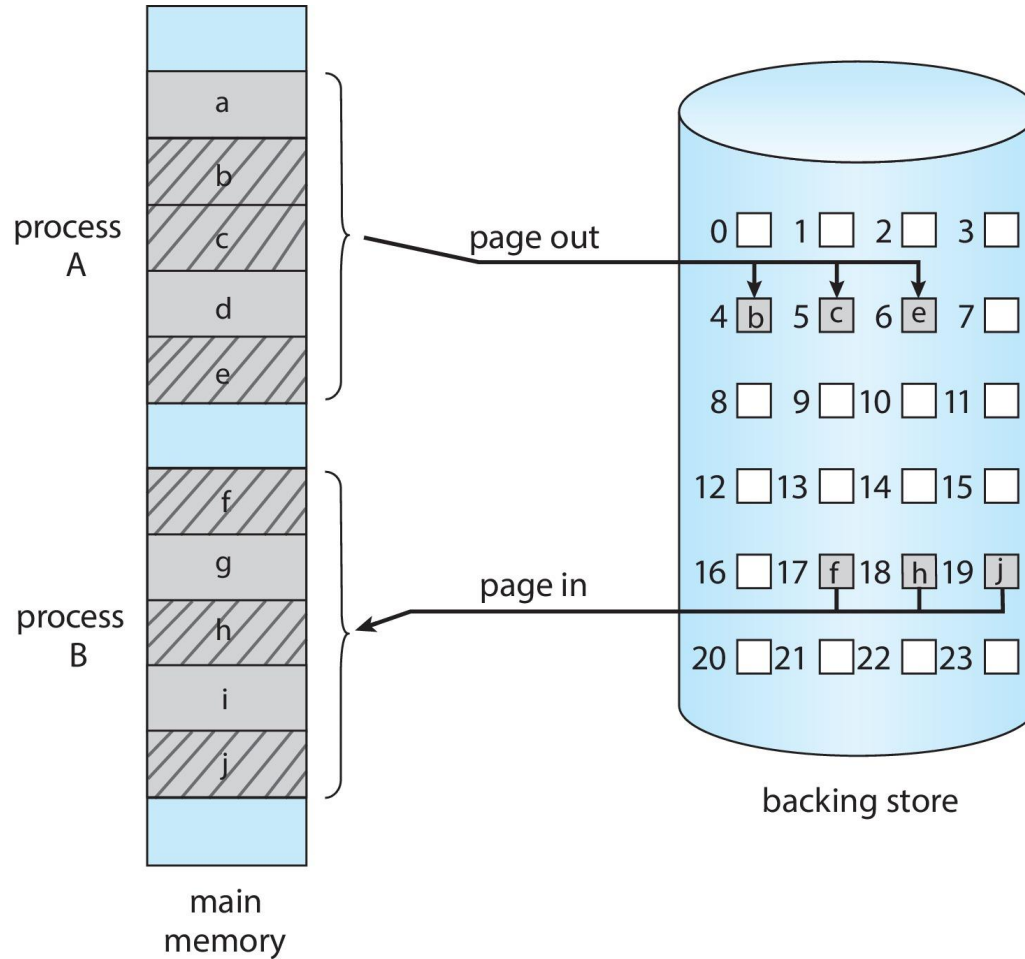 a
b
process
A
c
d
e
page out
0 1 2 3
4 b 5 c 6 e 7
8 9 10 11
12 13 14 15
f
g
process
B
h
i
j
page in
16 17 f 18 h 19 j
20 21 22 23
main
memory
backing store